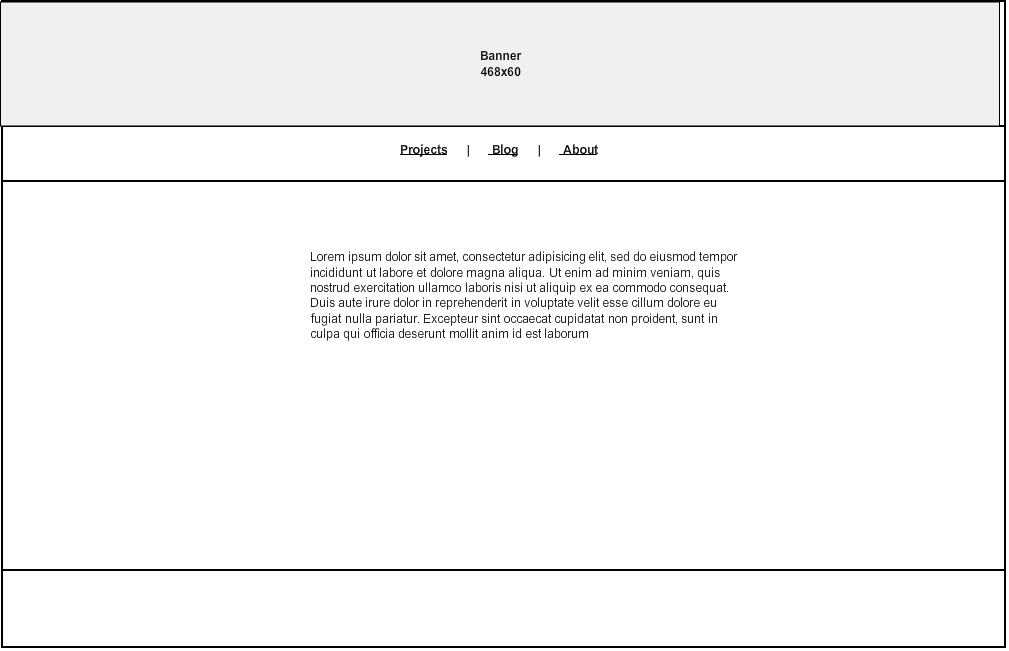 Banner
468x60
Projects | Blog | About
Lorem ipsum dolor sit amet, consectetur adipisicing elit, sed do eiusmod tempor
incididunt ut labore et dolore magna aliqua. Ut enim ad minim veniam, quis
nostrud exercitation ullamco laboris nisi ut aliquip ex ea commodo consequat.
Duis aute irure dolor in reprehenderit in voluptate velit esse cillum dolore eu
fugiat nulla pariatur. Excepteur sint occaecat cupidatat non proident, sunt in
culpa qui officia deserunt mollit anim id est laborum